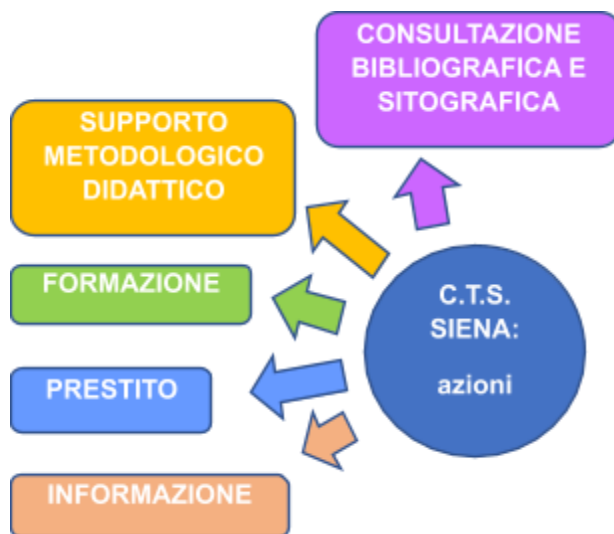 CONSULTAZIONE
BIBLIOGRAFICA E
SITOGRAFICA
SUPPORTO
METODOLOGICO
DIDATTICO
FORMAZIONE
PRESTITO
INFORMAZIONE
C.T.S.
SIENA:
azioni